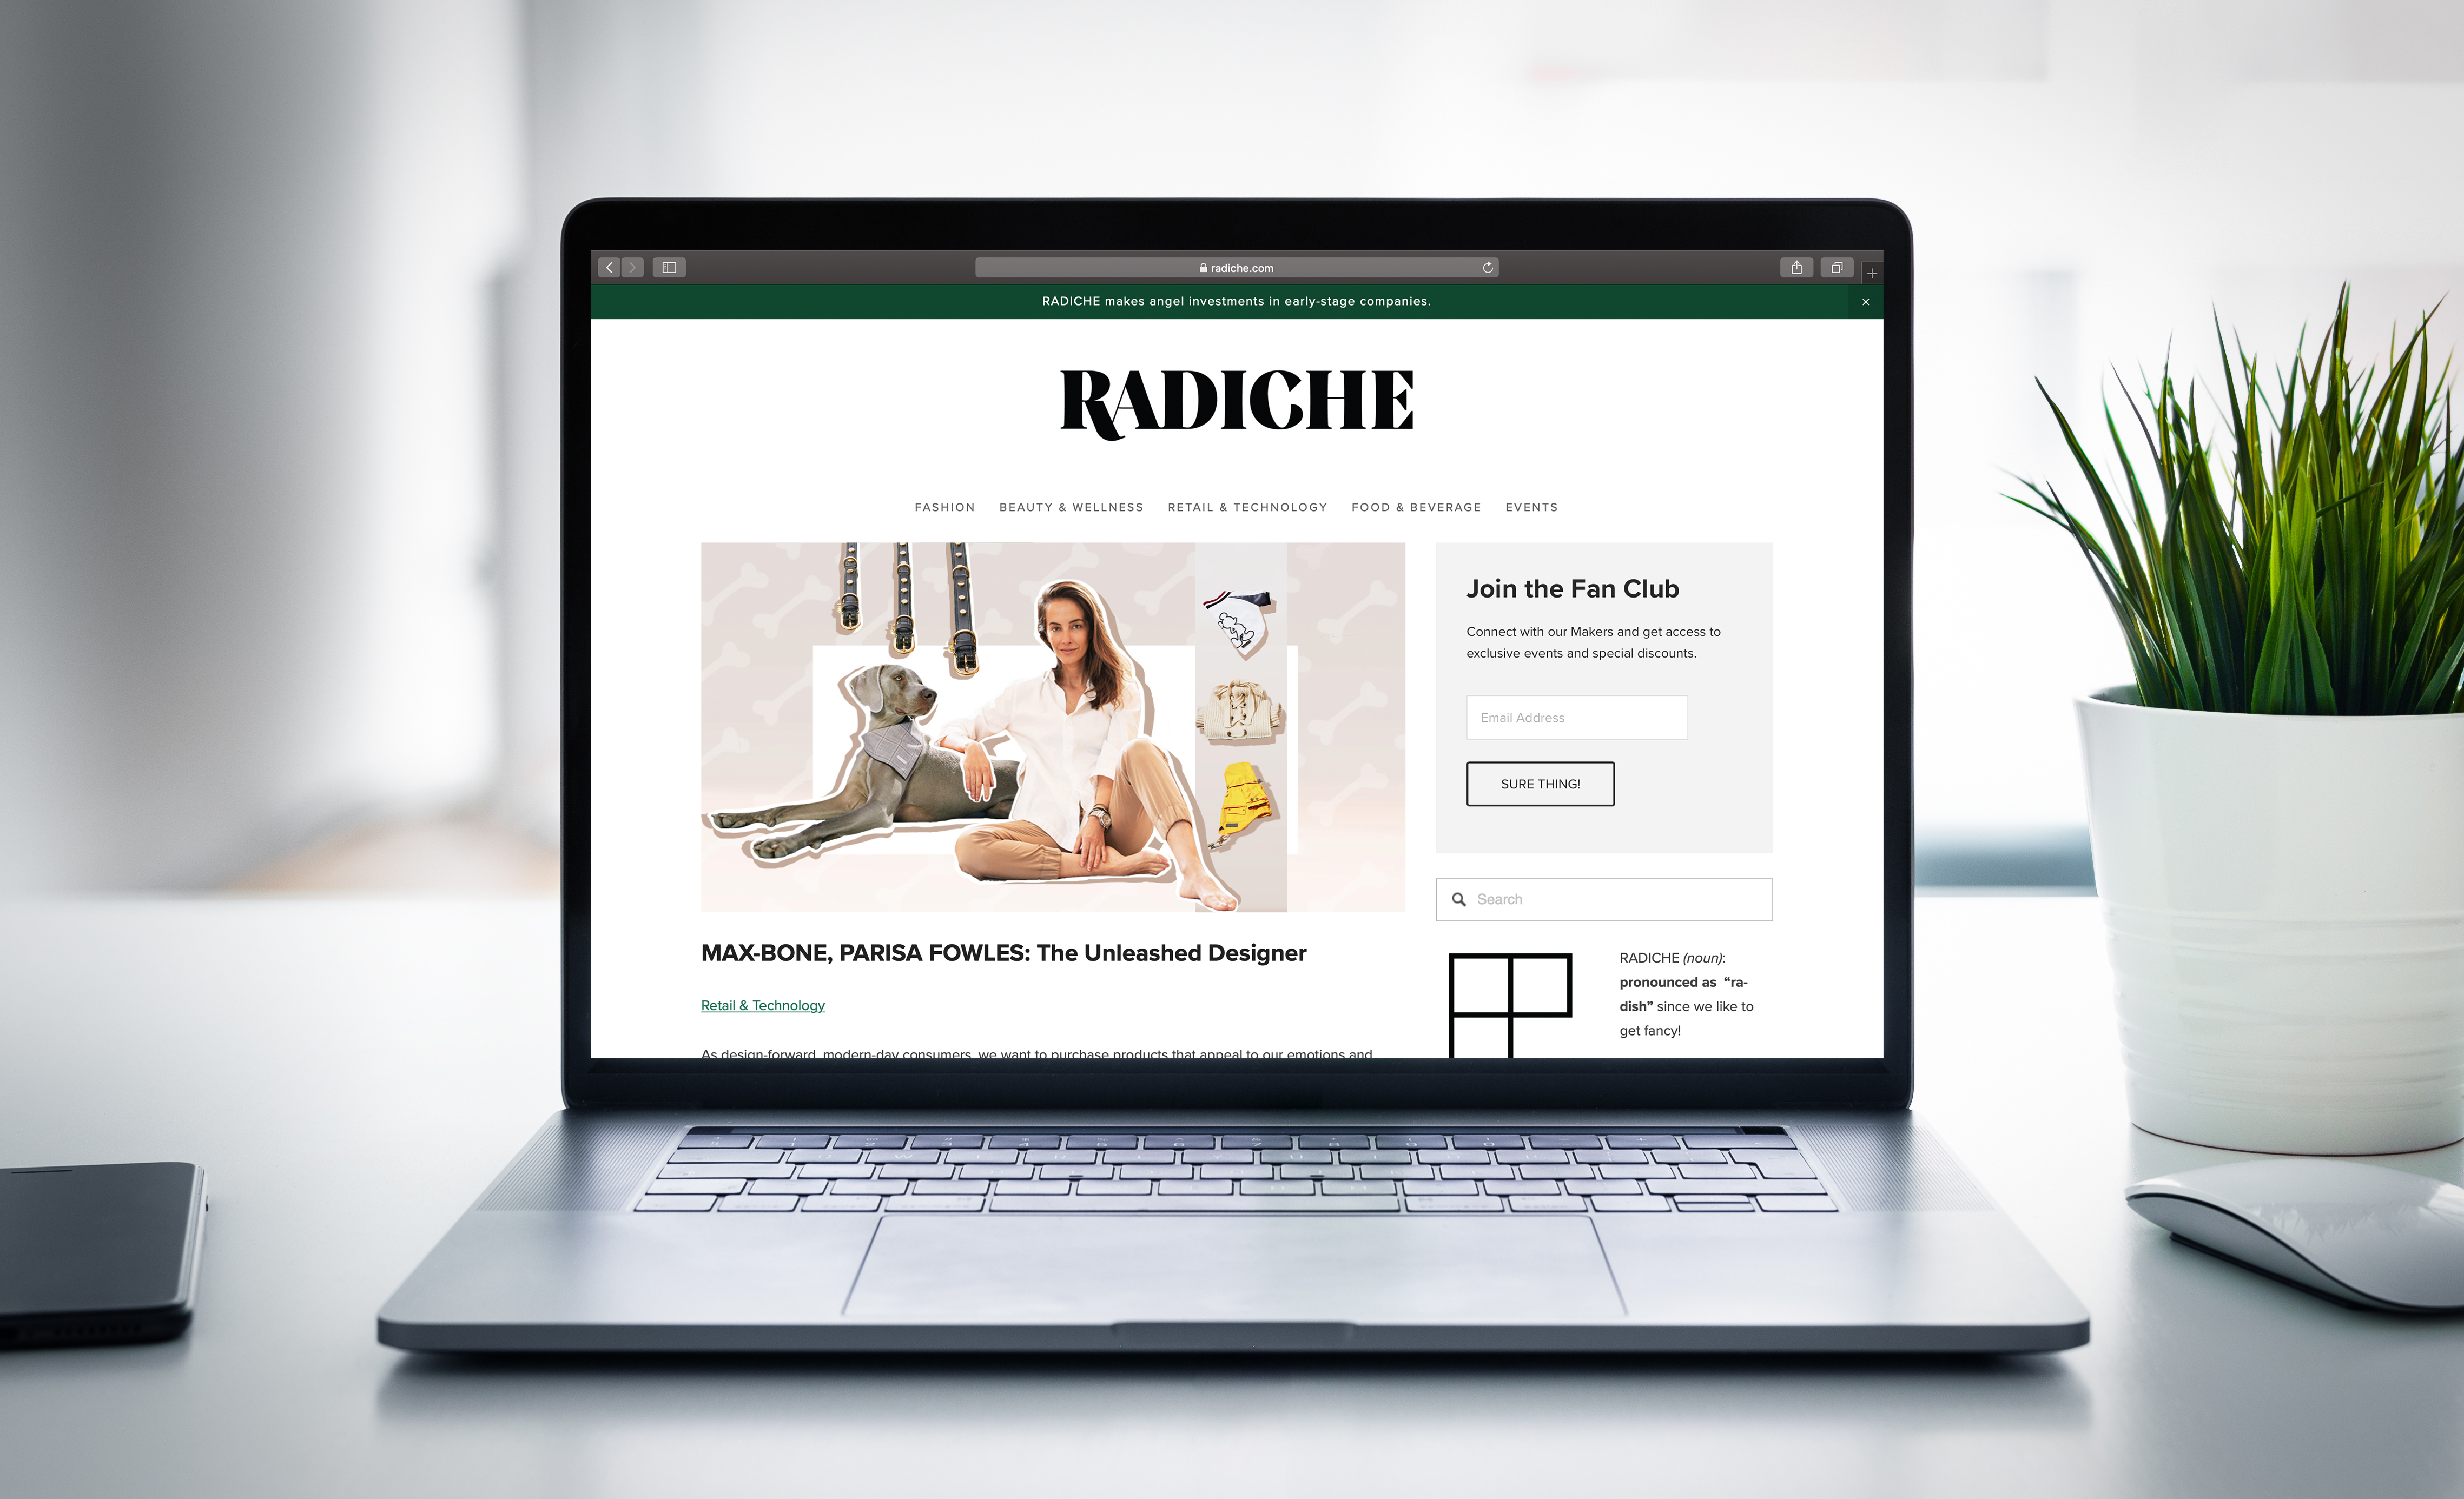 radiche.com
RADICHE makes angel investments in early-stage companies.
RADICHE
FASHION BEAUTY & WELLNESS RETAIL & TECHNOLOGY FOOD & BEVERAGE EVENTS
MAX-BONE, PARISA FOWLES: The Unleashed Designer
Retail & Technology
As design-forward, modern-day consumers, we want to purchase products that appeal to our emotions and
Join the Fan Club
Connect with our Makers and get access to
exclusive events and special discounts.
Email Address
SURE THING!
Search
RADICHE (noun):
pronounced as "ra-
dish" since we like to
get fancy!